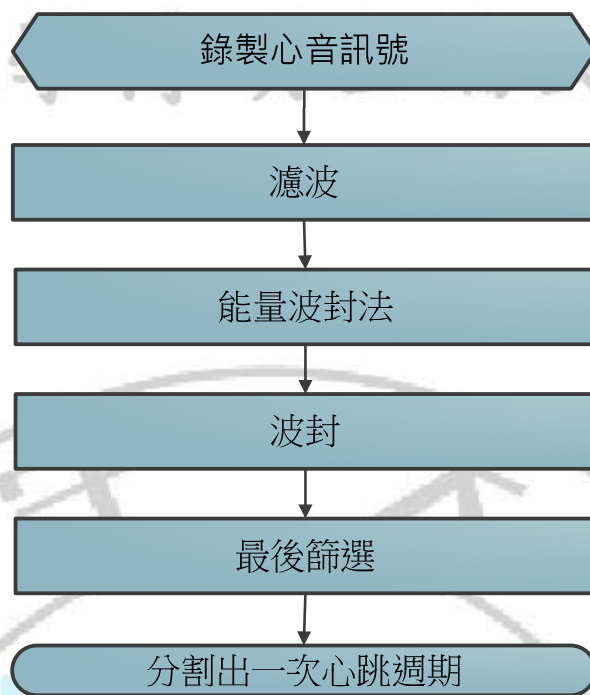 錄製心音訊號
濾波
能量波封法
波封
最後篩選
分割出一次心跳週期